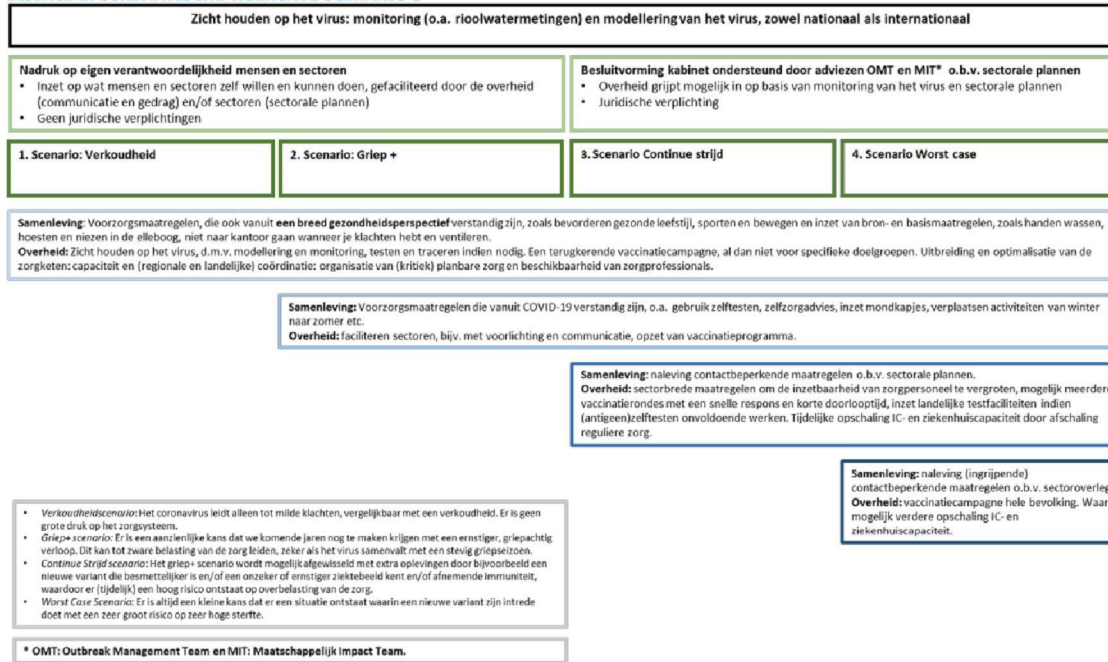 Zicht houden op het virus: monitoring (o.a. rioolwatermetingen) en modellering van het virus, zowel nationaal als internationaal
Nadruk op eigen verantwoordelijkheid mensen en sectoren
• Inzet op wat mensen en sectoren zelf willen en kunnen doen, gefaciliteerd door de overheid
(communicatie en gedrag) en/of sectoren (sectorale plannen)
• Geen juridische verplichtingen
Besluitvorming kabinet ondersteund door adviezen OMT en MIT* o.b.v. sectorale plannen
• Overheid grijpt mogelijk in op basis van monitoring van het virus en sectorale plannen
• Juridische verplichting
1. Scenario: Verkoudheid
2. Scenario: Griep +
3. Scenario Continue strijd
4. Scenario Worst case
Samenleving: Voorzorgsmaatregelen, die ook vanuit een breed gezondheidsperspectief verstandig zijn, zoals bevorderen gezonde leefstijl, sporten en bewegen en inzet van bron- en basismaatregelen, zoals handen wassen,
hoesten en niezen in de elleboog, niet naar kantoor gaan wanneer je klachten hebt en ventileren.
Overheid: Zicht houden op het virus, d.m.v. modellering en monitoring, testen en traceren indien nodig. Een terugkerende vaccinatiecampagne, al dan niet voor specifieke doelgroepen. Uitbreiding en optimalisatie van de
zorgketen: capaciteit en (regionale en landelijke) coördinatie: organisatie van (kritiek) planbare zorg en beschikbaarheid van zorgprofessionals.
Samenleving: Voorzorgsmaatregelen die vanuit COVID-19 verstandig zijn, o.a. gebruik zelftesten, zelfzorgadvies, inzet mondkapjes, verplaatsen activiteiten van winter
naar zomer etc.
Overheid: faciliteren sectoren, bijv. met voorlichting en communicatie, opzet van vaccinatieprogramma.
Samenleving: naleving contactbeperkende maatregelen o.b.v. sectorale plannen.
Overheid: sectorbrede maatregelen om de inzetbaarheid van zorgpersoneel te vergroten, mogelijk meerdere
vaccinatierondes met een snelle respons en korte doorlooptijd, inzet landelijke testfaciliteiten indien
(antigeen)zelftesten onvoldoende werken. Tijdelijke opschaling IC- en ziekenhuiscapaciteit door afschaling
reguliere zorg.
Samenleving: naleving (ingrijpende)
contactbeperkende maatregelen o.b.v. sectoroverleg
Overheid: vaccinatiecampagne hele bevolking. Waar
mogelijk verdere opschaling IC- en
ziekenhuiscapaciteit.
• Verkoudheidscenario: Het coronavirus leidt alleen tot milde klachten, vergelijkbaar met een verkoudheid. Er is geen
grote druk op het zorgsysteem.
• Griep+ scenario: Er is een aanzienlijke kans dat we komende jaren nog te maken krijgen met een ernstiger, griepachtig
verloop. Dit kan tot zware belasting van de zorg leiden, zeker als het virus samenvalt met een stevig griepseizoen.
• Continue Strijd scenario: Het griep+ scenario wordt mogelijk afgewisseld met extra oplevingen door bijvoorbeeld een
nieuwe variant die besmettelijker is en/of een onzeker of ernstiger ziektebeeld kent en/of afnemende immuniteit,
waardoor er (tijdelijk) een hoog risico ontstaat op overbelasting van de zorg.
• Worst Case Scenario: Er is altijd een kleine kans dat er een situatie ontstaat waarin een nieuwe variant zijn intrede
doet met een zeer groot risico op zeer hoge sterfte.
* OMT: Outbreak Management Team en MIT: Maatschappelijk Impact Team.